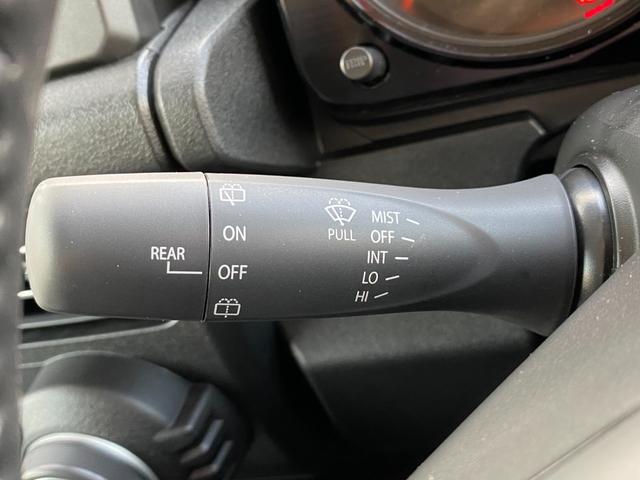 REAR
ON
OFF
PULL
MIST
OFF
INT
LO
HI